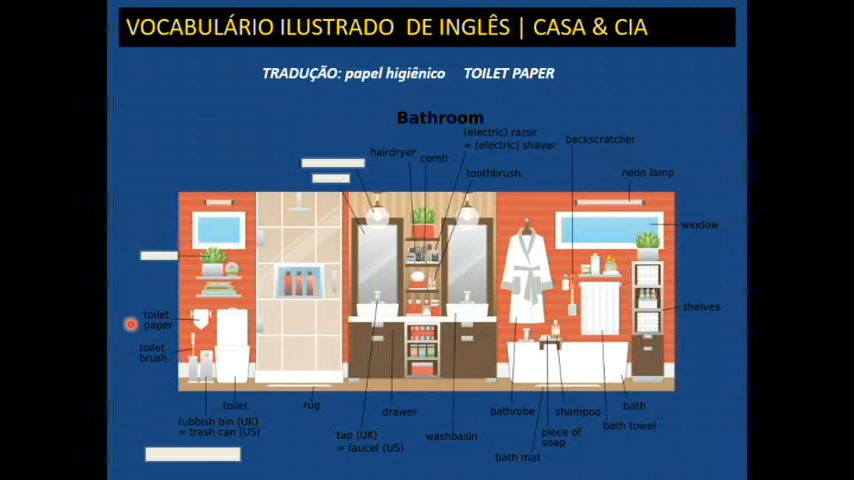 VOCABULÁRIO ILUSTRADO DE INGLÊS | CASA & CIA
TRADUÇÃO: papel higiênico TOILET PAPER
Bathroom
(electric) razor
= (electric) shaver
backscratcher
hairdryer
comb
toothbrush
neon lamp
window
shelves
toilet
paper
toilet
brush
toilet
rug
drawer
bathrobe
shampoo
bath
rubbish bin (UK)
= trash can (US)
tap (UK)
= faucet (US)
washbasin
piece of
soap
bath towel
bath mat